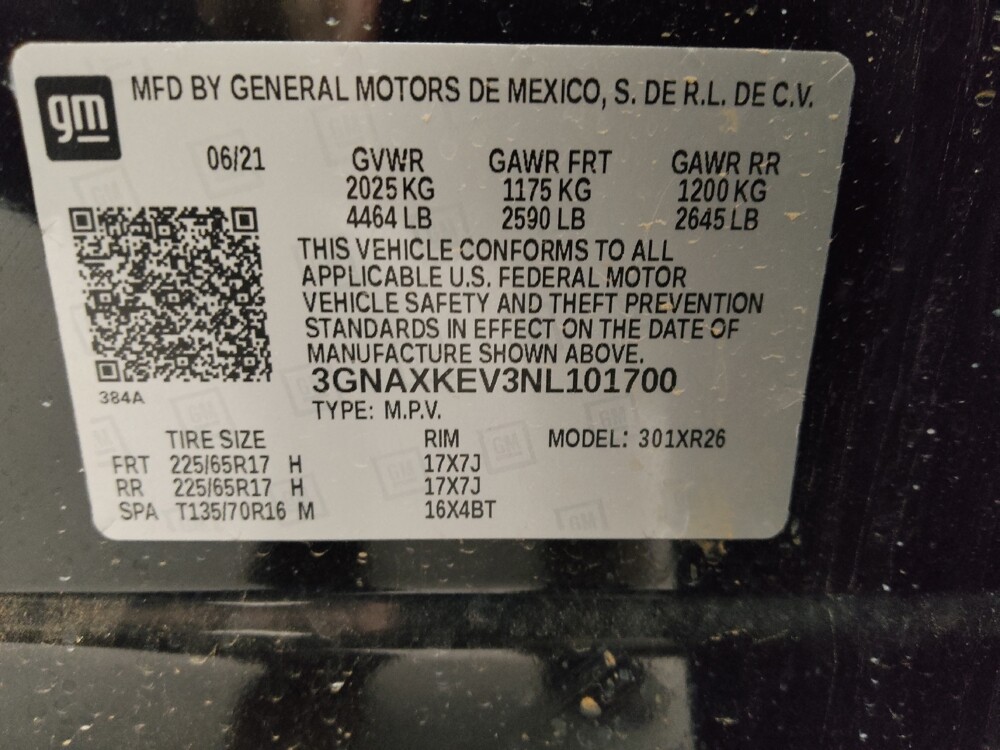 gm
MFD BY GENERAL MOTORS DE MEXICO, S. DE R.L. DE C.V.
06/21 GVWR GAWR FRT GAWR RR
2025 KG 1175 KG 1200 KG
4464 LB 2590 LB 2645 LB
THIS VEHICLE CONFORMS TO ALL
APPLICABLE U.S. FEDERAL MOTOR
VEHICLE SAFETY AND THEFT PREVENTION
STANDARDS IN EFFECT ON THE DATE OF
MANUFACTURE SHOWN ABOVE.
3GNAXKEV3NL101700
384A
TYPE: M.P.V.
TIRE SIZE RIM MODEL: 301XR26
FRT 225/65R17 H 17X7J
RR 225/65R17 H 17X7J
SPA T135/70R16 M 16X4BT